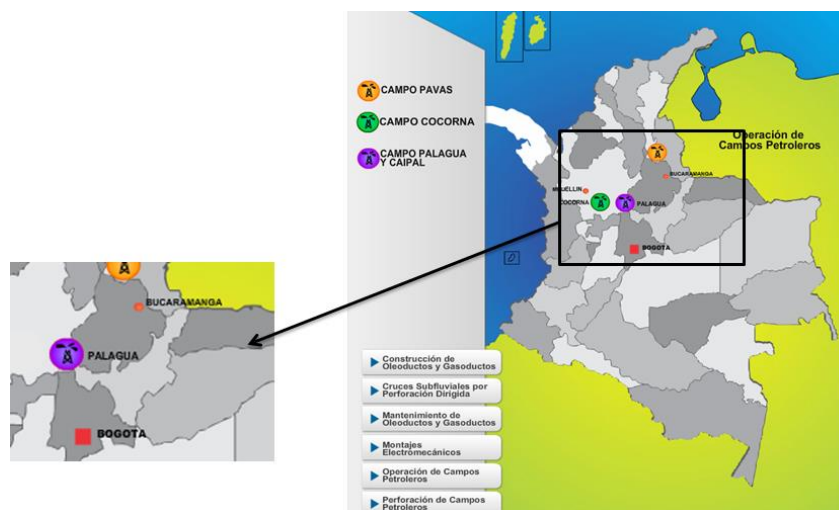 CAMPO PAVAS
CAMPO COCORNA
CAMPO PALAGUA
Y CAIPAL
Operación de
Campos Petroleros
BUCARAMANGA
MEDELLIN
COCORNA
PALAGUA
BOGOTA
BUCARAMANGA
PALAGUA
BOGOTA
Construcción de
Oleoductos y Gasoductos
Cruces Subfluviales por
Perforación Dirigida
Mantenimiento de
Oleoductos y Gasoductos
Montajes
Electromecánicos
Operación de Campos
Petroleros
Perforación de Campos
Petroleros